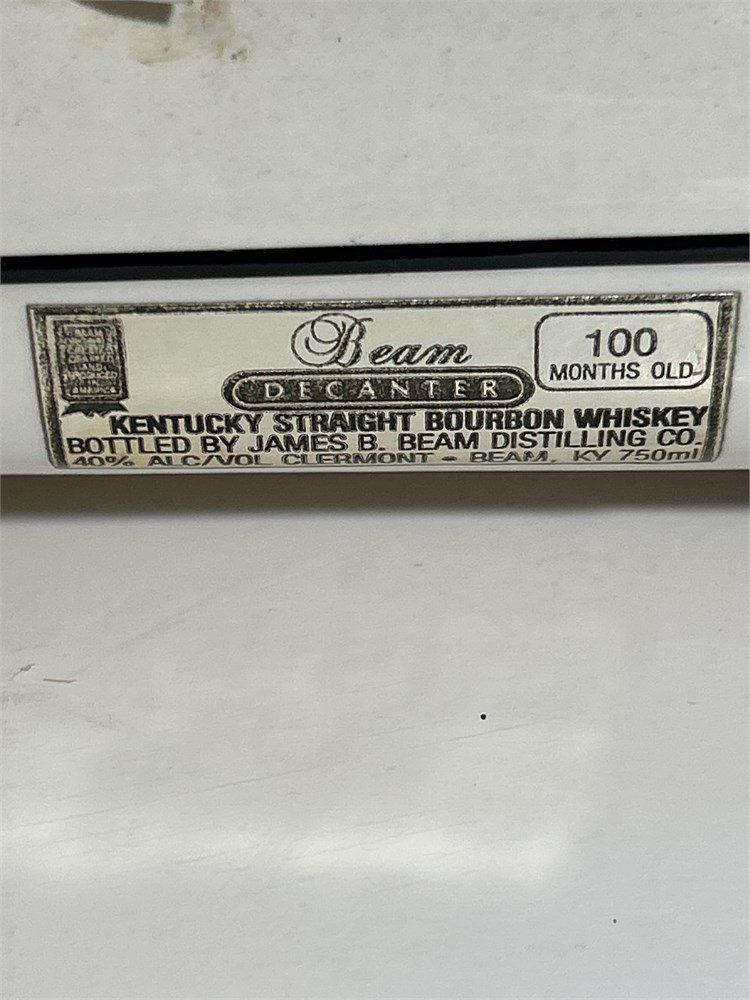 Beam
DECANTER
100
MONTHS OLD
KENTUCKY STRAIGHT BOURBON WHISKEY
BOTTLED BY JAMES B. BEAM DISTILLING CO.
40% ALC/VOL CLERMONT • BEAM, KY 750ml